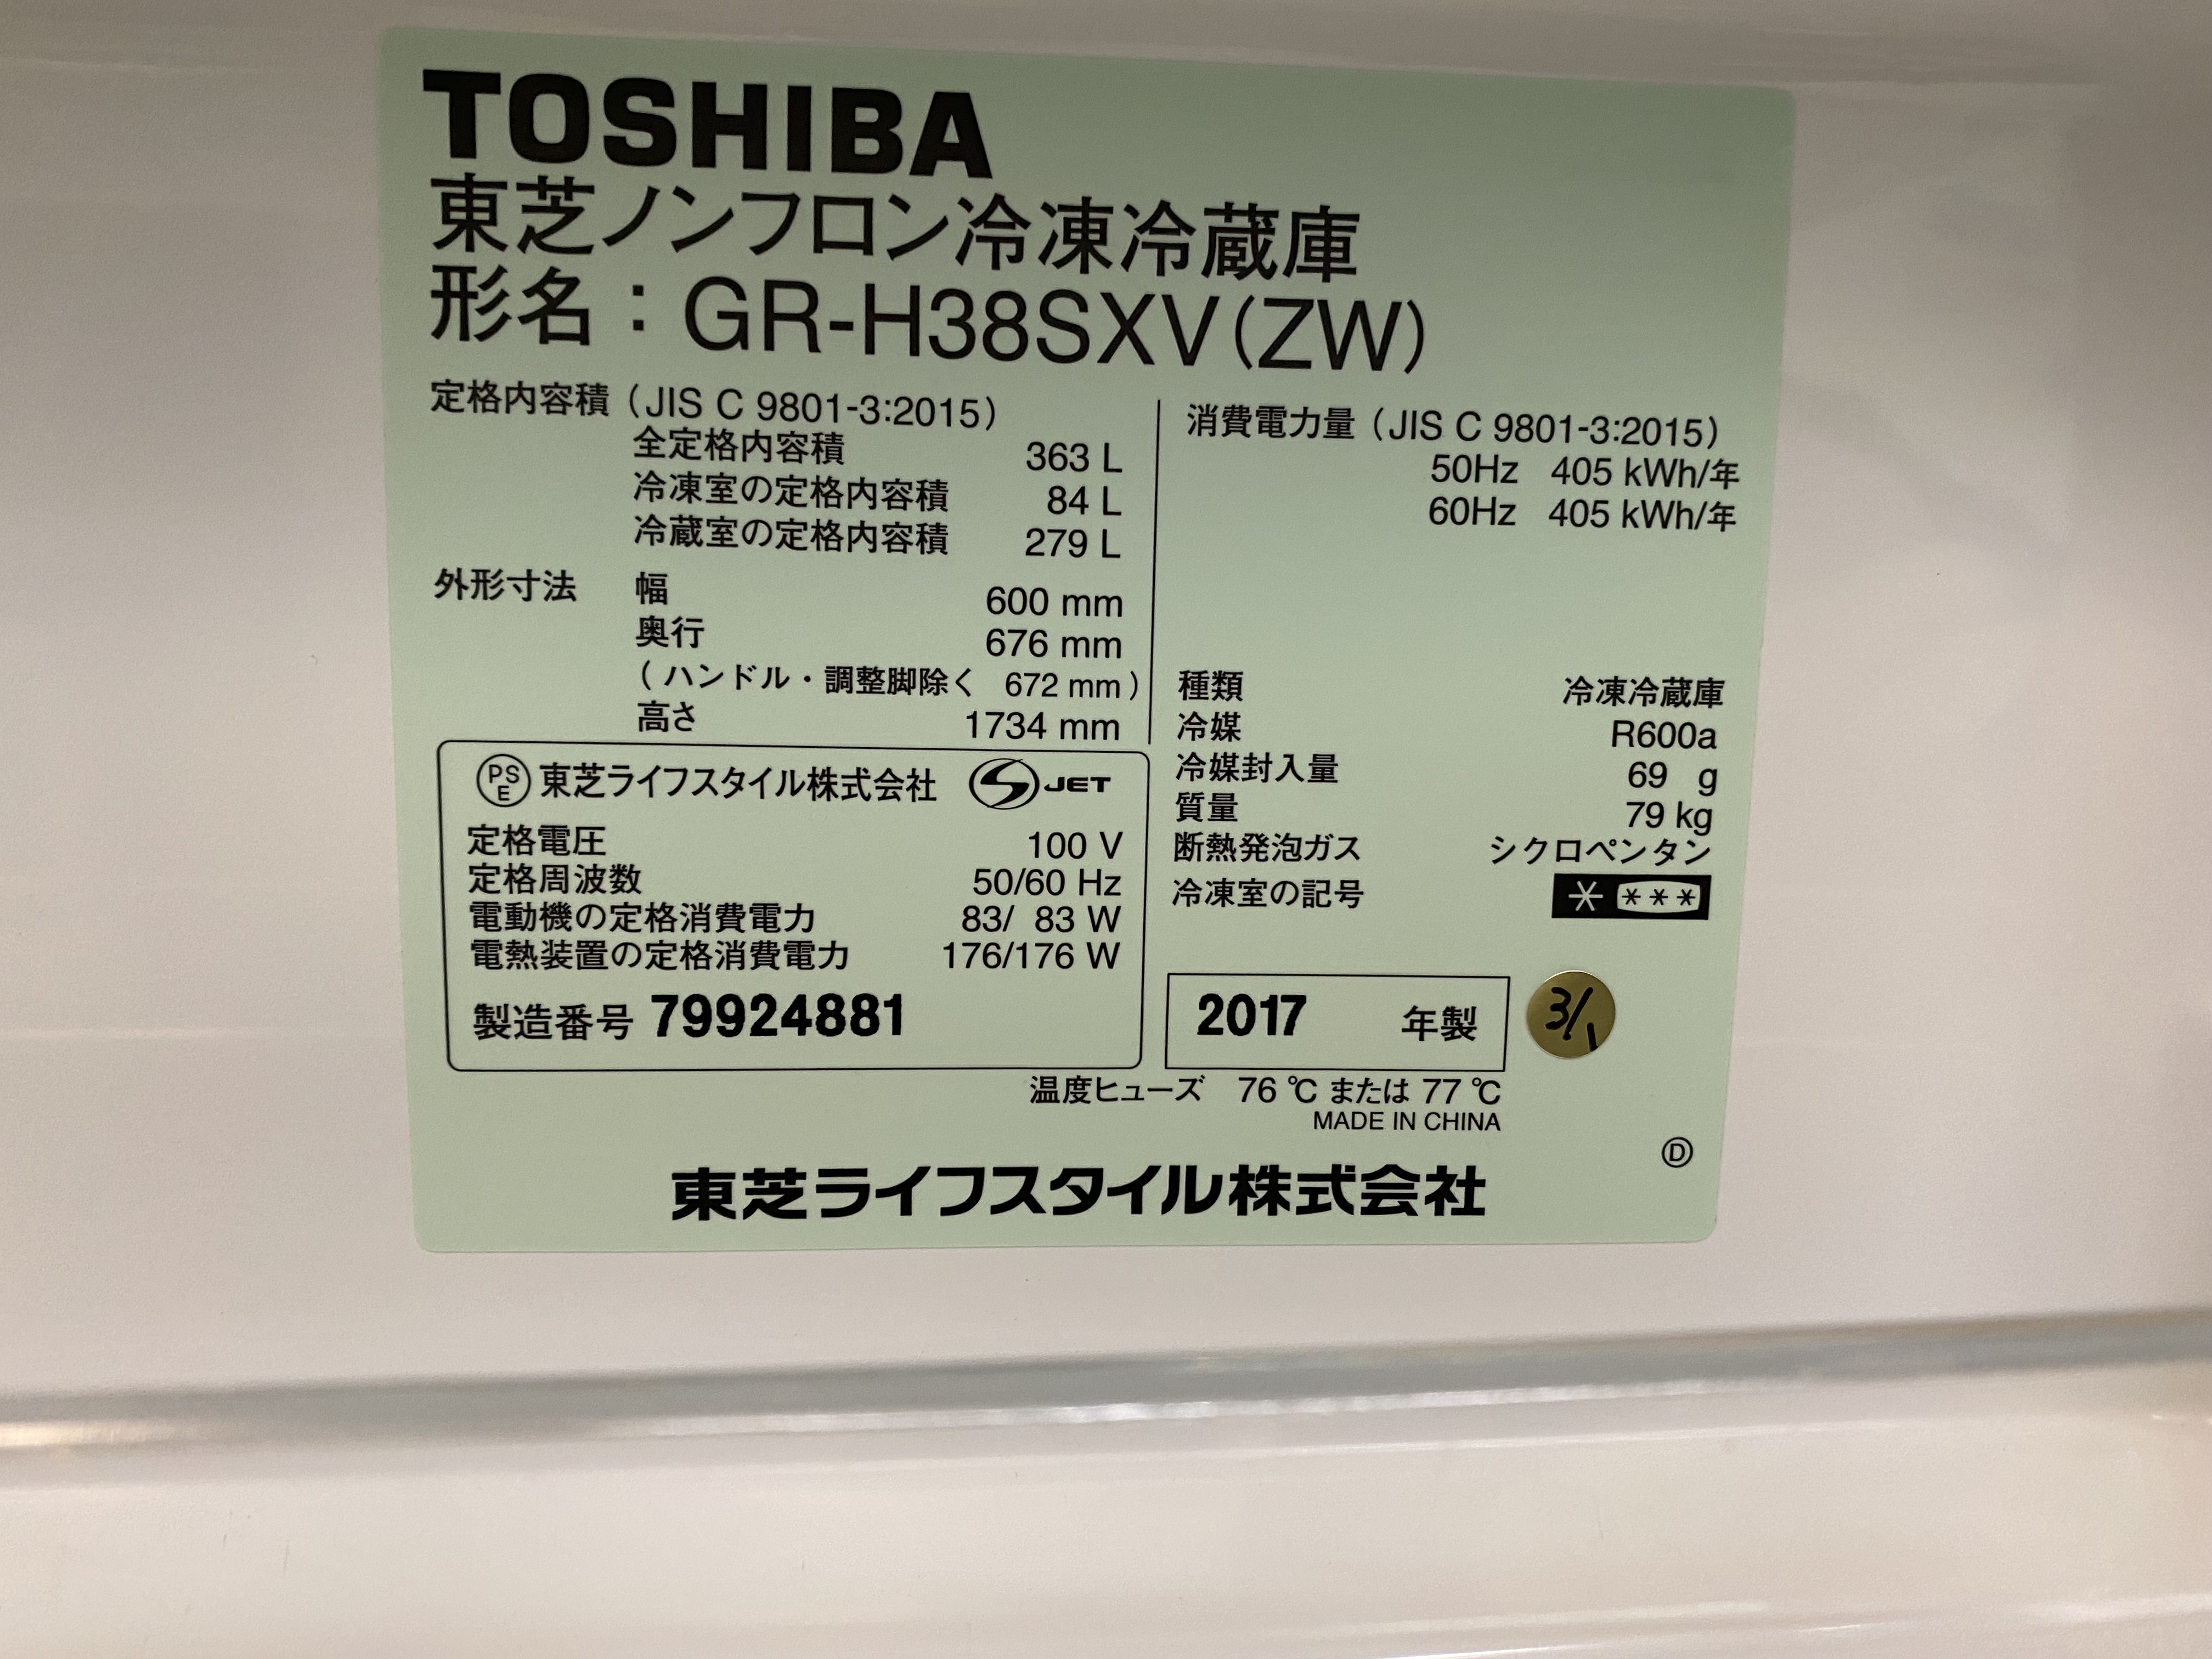 TOSHIBA
東芝ノンフロン冷凍冷蔵庫
形名：GR-H38SXV(ZW)
定格内容積（JIS C 9801-3:2015）
全定格内容積 363 L
冷凍室の定格内容積 84 L
冷蔵室の定格内容積 279 L
外形寸法 幅 600 mm
奥行 676 mm
（ハンドル・調整脚除く 672 mm）
高さ 1734 mm
消費電力量（JIS C 9801-3:2015）
50Hz 405 kWh/年
60Hz 405 kWh/年
種類 冷凍冷蔵庫
冷媒 R600a
冷媒封入量 69 g
質量 79 kg
断熱発泡ガス シクロペンタン
冷凍室の記号 * ***
PSE 東芝ライフスタイル株式会社 S JET
定格電圧 100 V
定格周波数 50/60 Hz
電動機の定格消費電力 83/ 83 W
電熱装置の定格消費電力 176/176 W
製造番号 79924881
2017 年製
3/1
温度ヒューズ 76 ℃ または 77 ℃
MADE IN CHINA
Ⓓ
東芝ライフスタイル株式会社